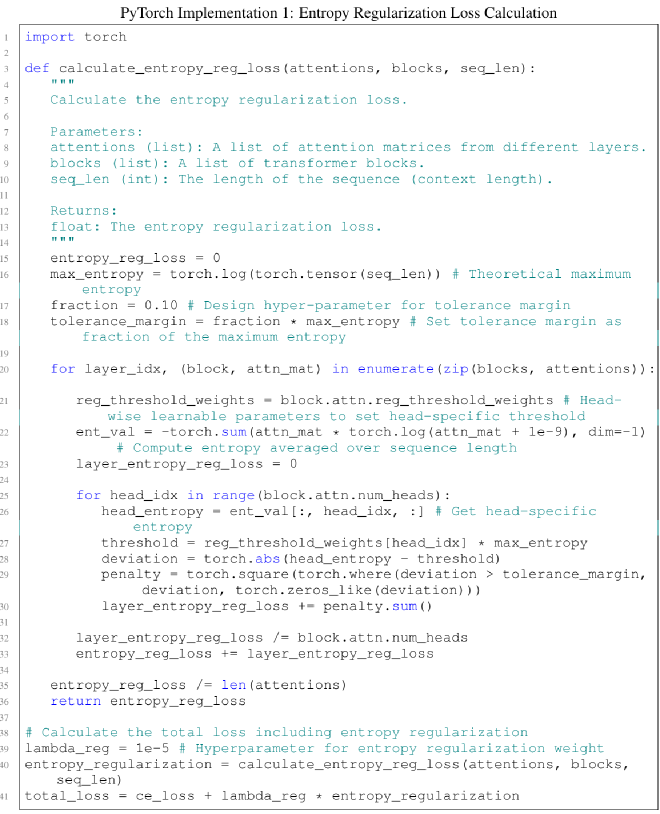 PyTorch Implementation 1: Entropy Regularization Loss Calculation
1 import torch
2
3 def calculate_entropy_reg_loss(attentions, blocks, seq_len):
4 """
5 Calculate the entropy regularization loss.
6
7 Parameters:
8 attentions (list): A list of attention matrices from different layers.
9 blocks (list): A list of transformer blocks.
10 seq_len (int): The length of the sequence (context length).
11
12 Returns:
13 float: The entropy regularization loss.
14 """
15 entropy_reg_loss = 0
16 max_entropy = torch.log(torch.tensor(seq_len)) # Theoretical maximum
entropy
17 fraction = 0.10 # Design hyper-parameter for tolerance margin
18 tolerance_margin = fraction * max_entropy # Set tolerance margin as
fraction of the maximum entropy
19
20 for layer_idx, (block, attn_mat) in enumerate(zip(blocks, attentions)):
21 reg_threshold_weights = block.attn.reg_threshold_weights # Head-
wise learnable parameters to set head-specific threshold
22 ent_val = -torch.sum(attn_mat * torch.log(attn_mat + 1e-9), dim=-1)
# Compute entropy averaged over sequence length
23 layer_entropy_reg_loss = 0
24
25 for head_idx in range(block.attn.num_heads):
26 head_entropy = ent_val[:, head_idx, :] # Get head-specific
entropy
27 threshold = reg_threshold_weights[head_idx] * max_entropy
28 deviation = torch.abs(head_entropy - threshold)
29 penalty = torch.square(torch.where(deviation > tolerance_margin,
deviation, torch.zeros_like(deviation)))
30 layer_entropy_reg_loss += penalty.sum()
31
32 layer_entropy_reg_loss /= block.attn.num_heads
33 entropy_reg_loss += layer_entropy_reg_loss
34
35 entropy_reg_loss /= len(attentions)
36 return entropy_reg_loss
37
38 # Calculate the total loss including entropy regularization
39 lambda_reg = 1e-5 # Hyperparameter for entropy regularization weight
40 entropy_regularization = calculate_entropy_reg_loss(attentions, blocks,
seq_len)
41 total_loss = ce_loss + lambda_reg * entropy_regularization